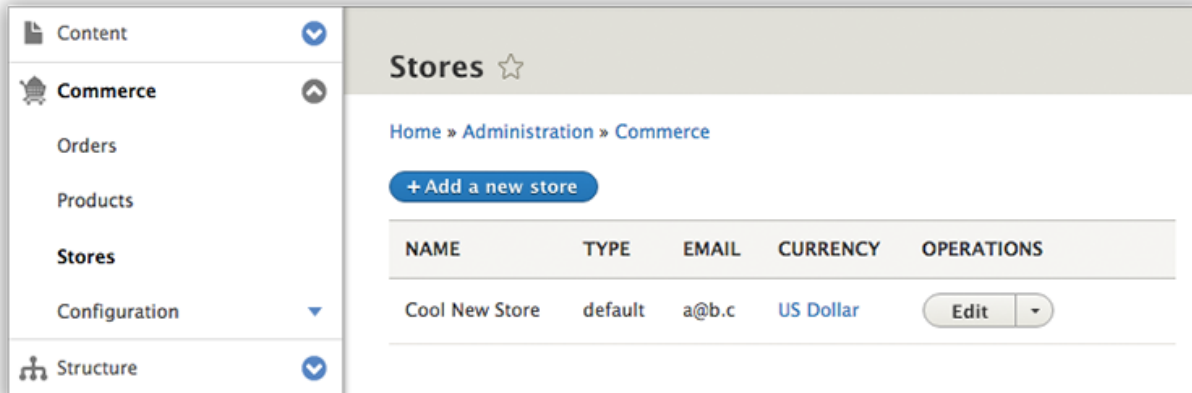 Content
Commerce
Orders
Products
Stores
Configuration
Structure
Stores
Home » Administration » Commerce
+Add a new store
NAME TYPE EMAIL CURRENCY OPERATIONS
Cool New Store default a@b.c US Dollar Edit